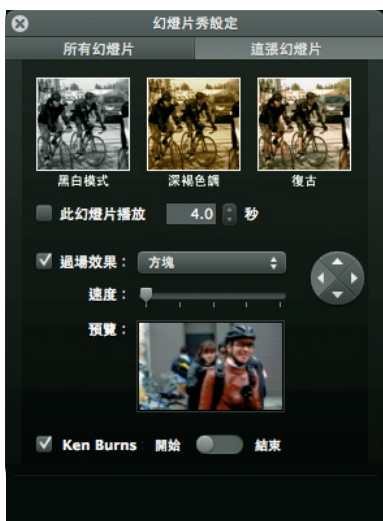 幻燈片秀設定
所有幻燈片 這張幻燈片
黑白模式 深褐色調 復古
此幻燈片播放 4.0 秒
過場效果： 方塊
速度：
預覽：
Ken Burns 開始 結束